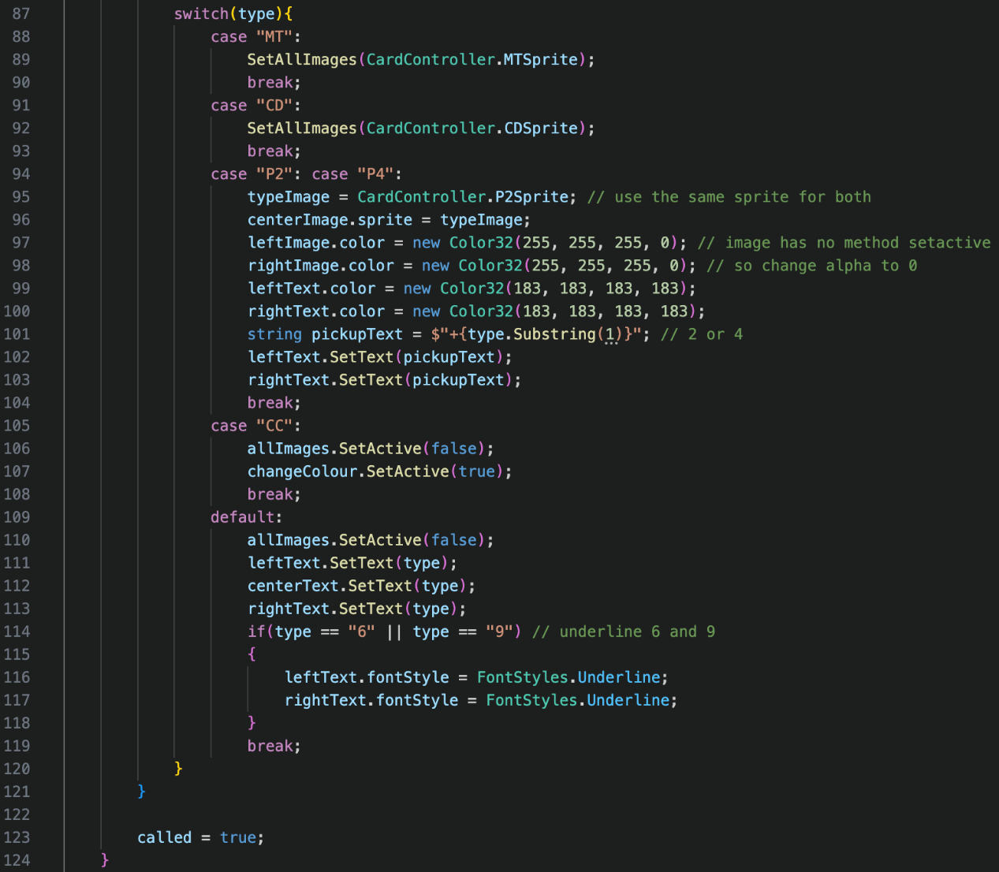 87 switch(type){
88 case "MT":
89 SetAllImages(CardController.MTSprite);
90 break;
91 case "CD":
92 SetAllImages(CardController.CDSprite);
93 break;
94 case "P2": case "P4":
95 typeImage = CardController.P2Sprite; // use the same sprite for both
96 centerImage.sprite = typeImage;
97 leftImage.color = new Color32(255, 255, 255, 0); // image has no method setactive
98 rightImage.color = new Color32(255, 255, 255, 0); // so change alpha to 0
99 leftText.color = new Color32(183, 183, 183, 183);
100 rightText.color = new Color32(183, 183, 183, 183);
101 string pickupText = $"+{type.Substring(1)}"; // 2 or 4
102 leftText.SetText(pickupText);
103 rightText.SetText(pickupText);
104 break;
105 case "CC":
106 allImages.SetActive(false);
107 changeColour.SetActive(true);
108 break;
109 default:
110 allImages.SetActive(false);
111 leftText.SetText(type);
112 centerText.SetText(type);
113 rightText.SetText(type);
114 if(type == "6" || type == "9") // underline 6 and 9
115 {
116 leftText.fontStyle = FontStyles.Underline;
117 rightText.fontStyle = FontStyles.Underline;
118 }
119 break;
120 }
121 }
122
123 called = true;
124 }